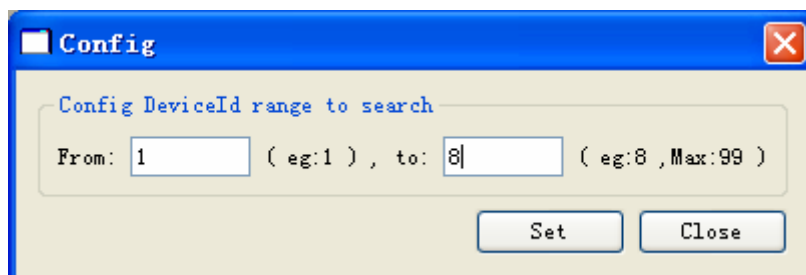 Config
Config DeviceId range to search
From: 1 ( eg:1 ) , to: 8 ( eg:8 ,Max:99 )
Set Close